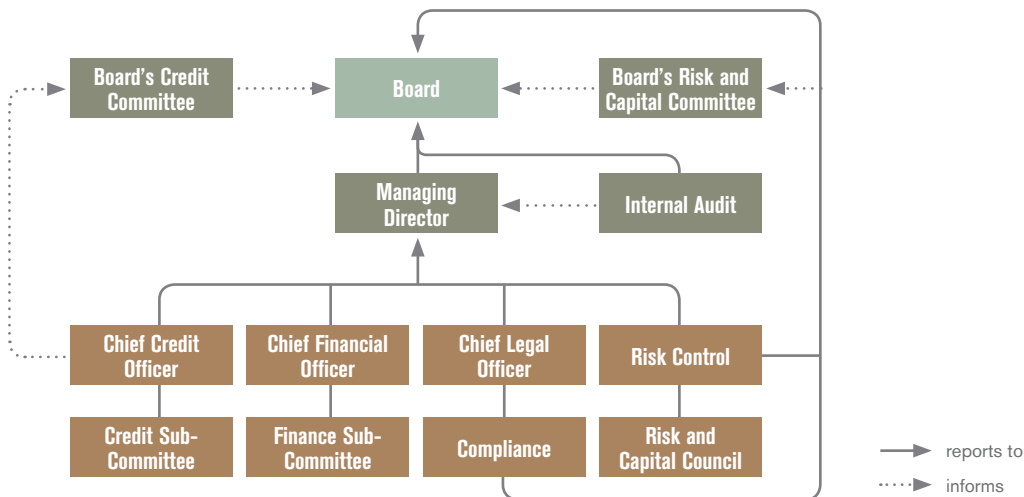 Board's Credit
Committee
Board
Board's Risk and
Capital Committee
Managing
Director
Internal Audit
Chief Credit
Officer
Chief Financial
Officer
Chief Legal
Officer
Risk Control
Credit Sub-
Committee
Finance Sub-
Committee
Compliance
Risk and
Capital Council
reports to
informs